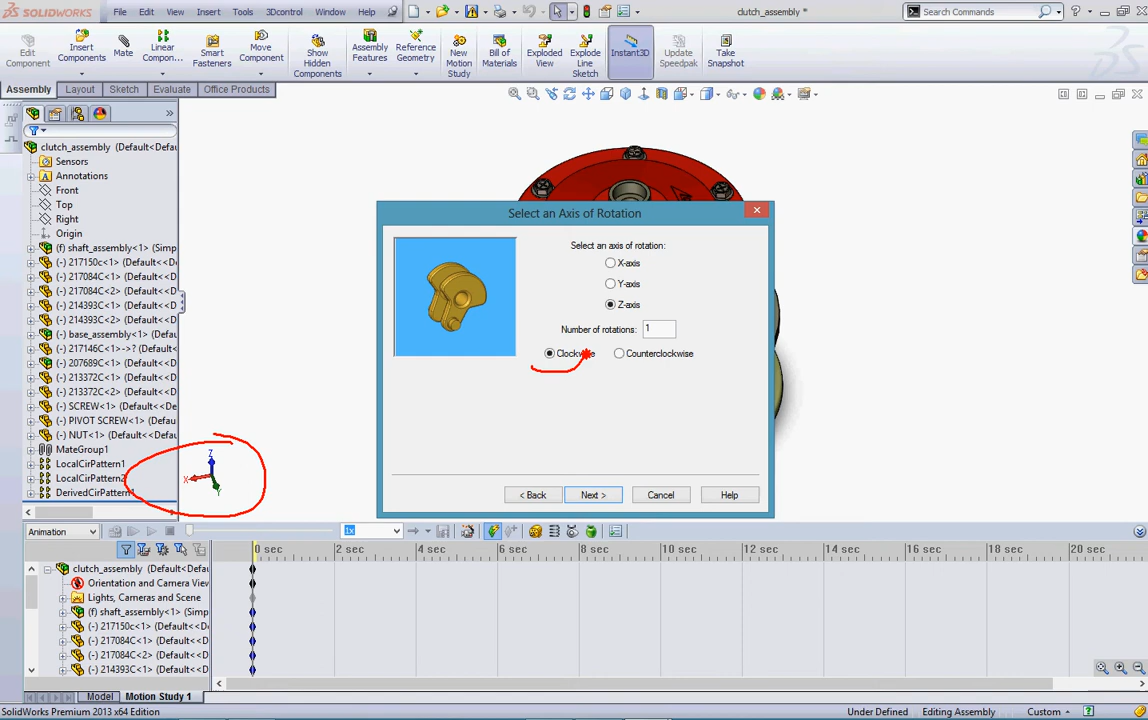 SOLIDWORKS File Edit View Insert Tools 3Dcontrol Window Help clutch_assembly * Search Commands
Edit Component Insert Components Mate Linear Compon... Smart Fasteners Move Component Show Hidden Components Assembly Features Reference Geometry New Motion Study Bill of Materials Exploded View Explode Line Sketch Instant3D Update Speedpak Take Snapshot
Assembly Layout Sketch Evaluate Office Products
clutch_assembly (Default<Def
Sensors
Annotations
Front
Top
Right
Origin
(f) shaft_assembly<1> (Simp
(-) 217150c<1> (Default<<D
(-) 217084C<1> (Default<<D
(-) 217084C<2> (Default<<D
(-) 214393C<1> (Default<<D
(-) 214393C<2> (Default<<D
(-) base_assembly<1> (Defa
(-) 217146C<1>->? (Default<
(-) 207689C<1> (Default<<D
(-) 213372C<1> (Default<<D
(-) 213372C<2> (Default<<D
(-) SCREW<1> (Default<<De
(-) PIVOT SCREW<1> (Defau
(-) NUT<1> (Default<<Defau
MateGroup1
LocalCirPattern1
LocalCirPattern2
DerivedCirPattern1
Z
X
Y
Select an Axis of Rotation
Select an axis of rotation:
X-axis
Y-axis
Z-axis
Number of rotations: 1
Clockwise Counterclockwise
< Back Next > Cancel Help
Animation 1x
0 sec 2 sec 4 sec 6 sec 8 sec 10 sec 12 sec 14 sec 16 sec 18 sec 20 sec
clutch_assembly (Default<Defau
Orientation and Camera View
Lights, Cameras and Scene
(f) shaft_assembly<1> (Simp
(-) 217150c<1> (Default<<D
(-) 217084C<1> (Default<<D
(-) 217084C<2> (Default<<D
(-) 214393C<1> (Default<<D
Model Motion Study 1
SolidWorks Premium 2013 x64 Edition Under Defined Editing Assembly Custom